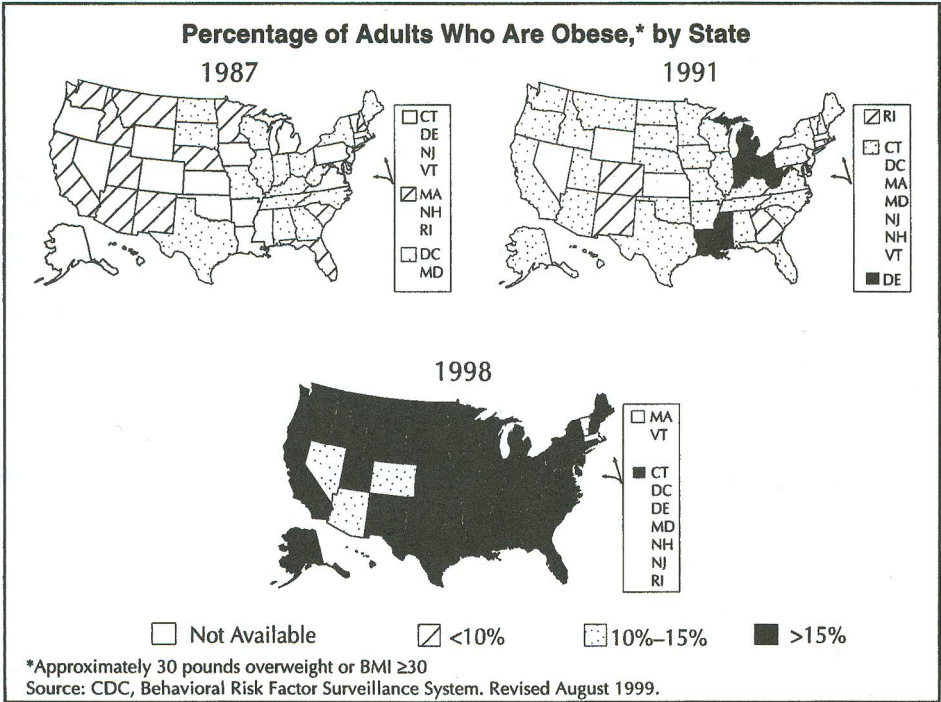 Percentage of Adults Who Are Obese,* by State
1987
CT
DE
NJ
VT
MA
NH
RI
DC
MD
1991
RI
CT
DC
MA
MD
NJ
NH
VT
DE
1998
MA
VT
CT
DC
DE
MD
NH
NJ
RI
Not Available
<10%
10%–15%
>15%
*Approximately 30 pounds overweight or BMI ≥30
Source: CDC, Behavioral Risk Factor Surveillance System. Revised August 1999.